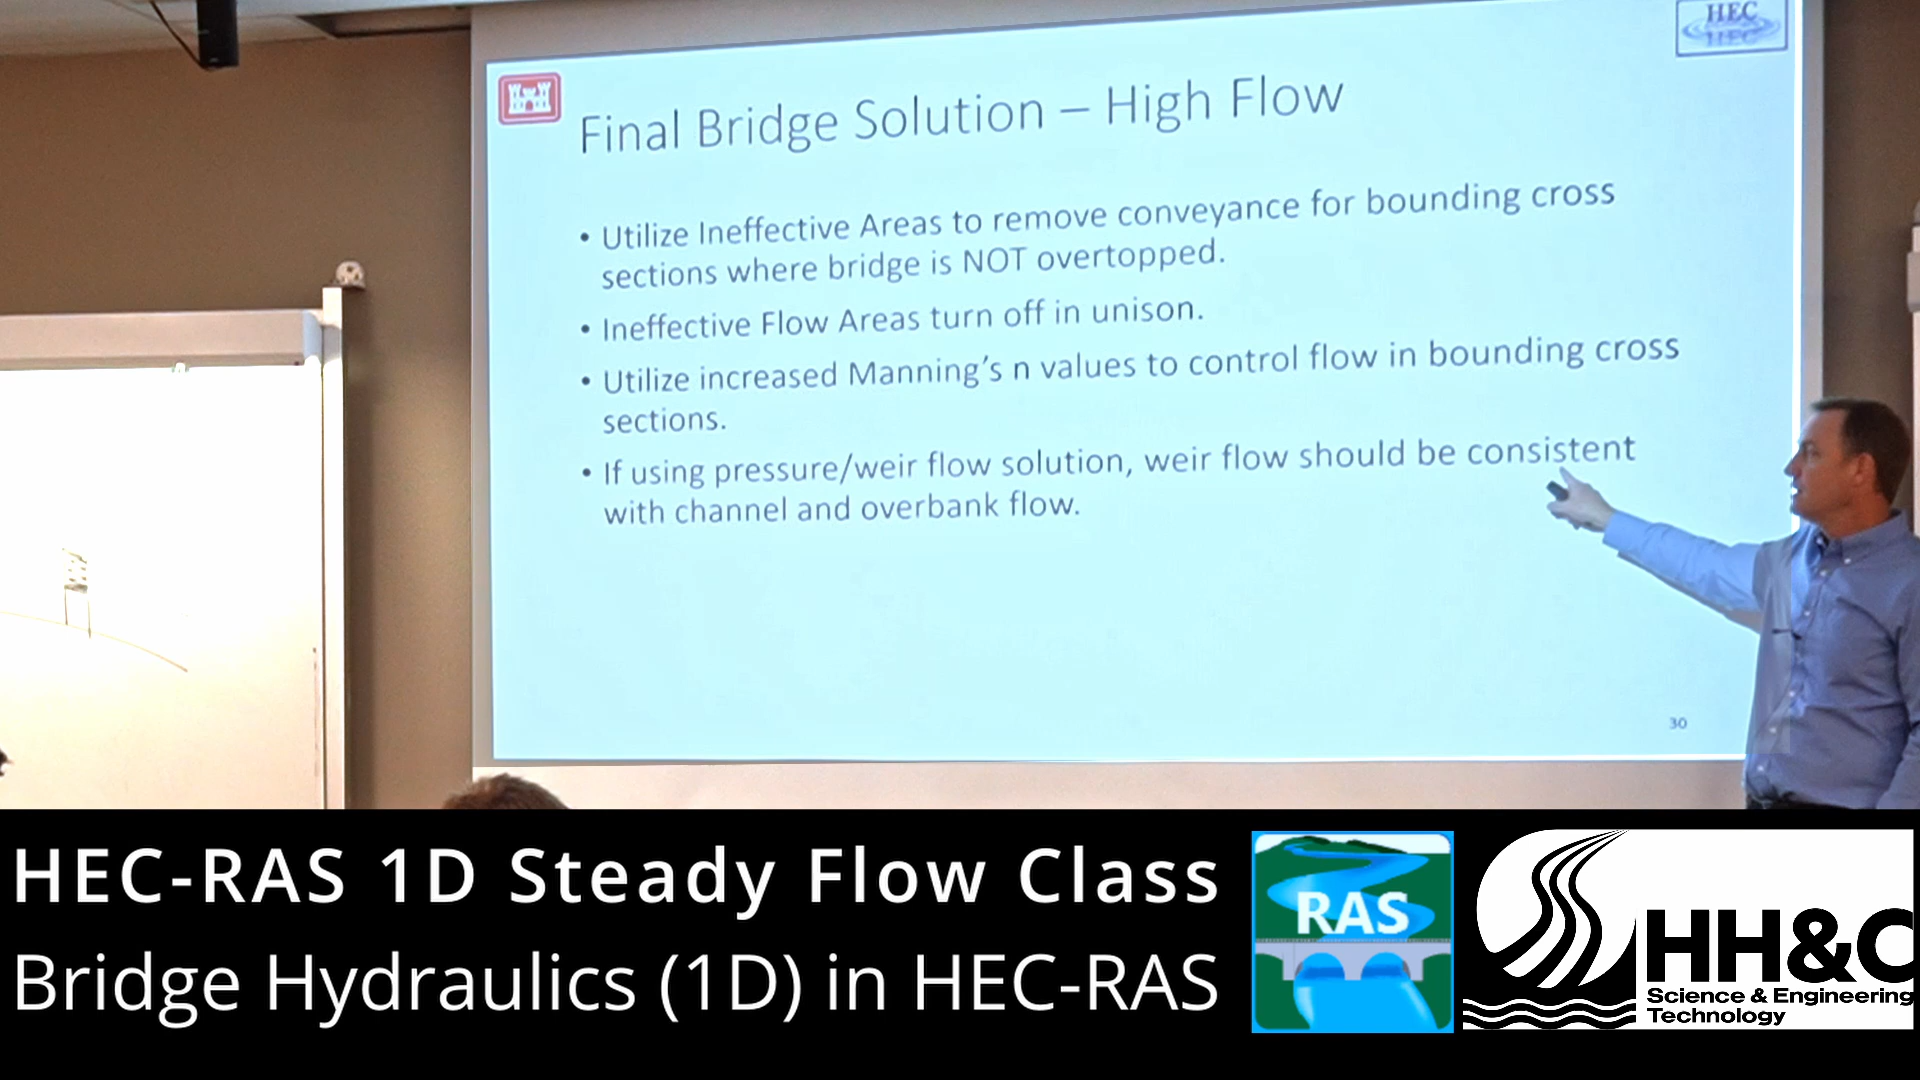 HEC
HEC
Final Bridge Solution – High Flow
• Utilize Ineffective Areas to remove conveyance for bounding cross
sections where bridge is NOT overtopped.
• Ineffective Flow Areas turn off in unison.
• Utilize increased Manning's n values to control flow in bounding cross
sections.
• If using pressure/weir flow solution, weir flow should be consistent
with channel and overbank flow.
30
HEC-RAS 1D Steady Flow Class
Bridge Hydraulics (1D) in HEC-RAS
RAS
HH&C
Science & Engineering
Technology